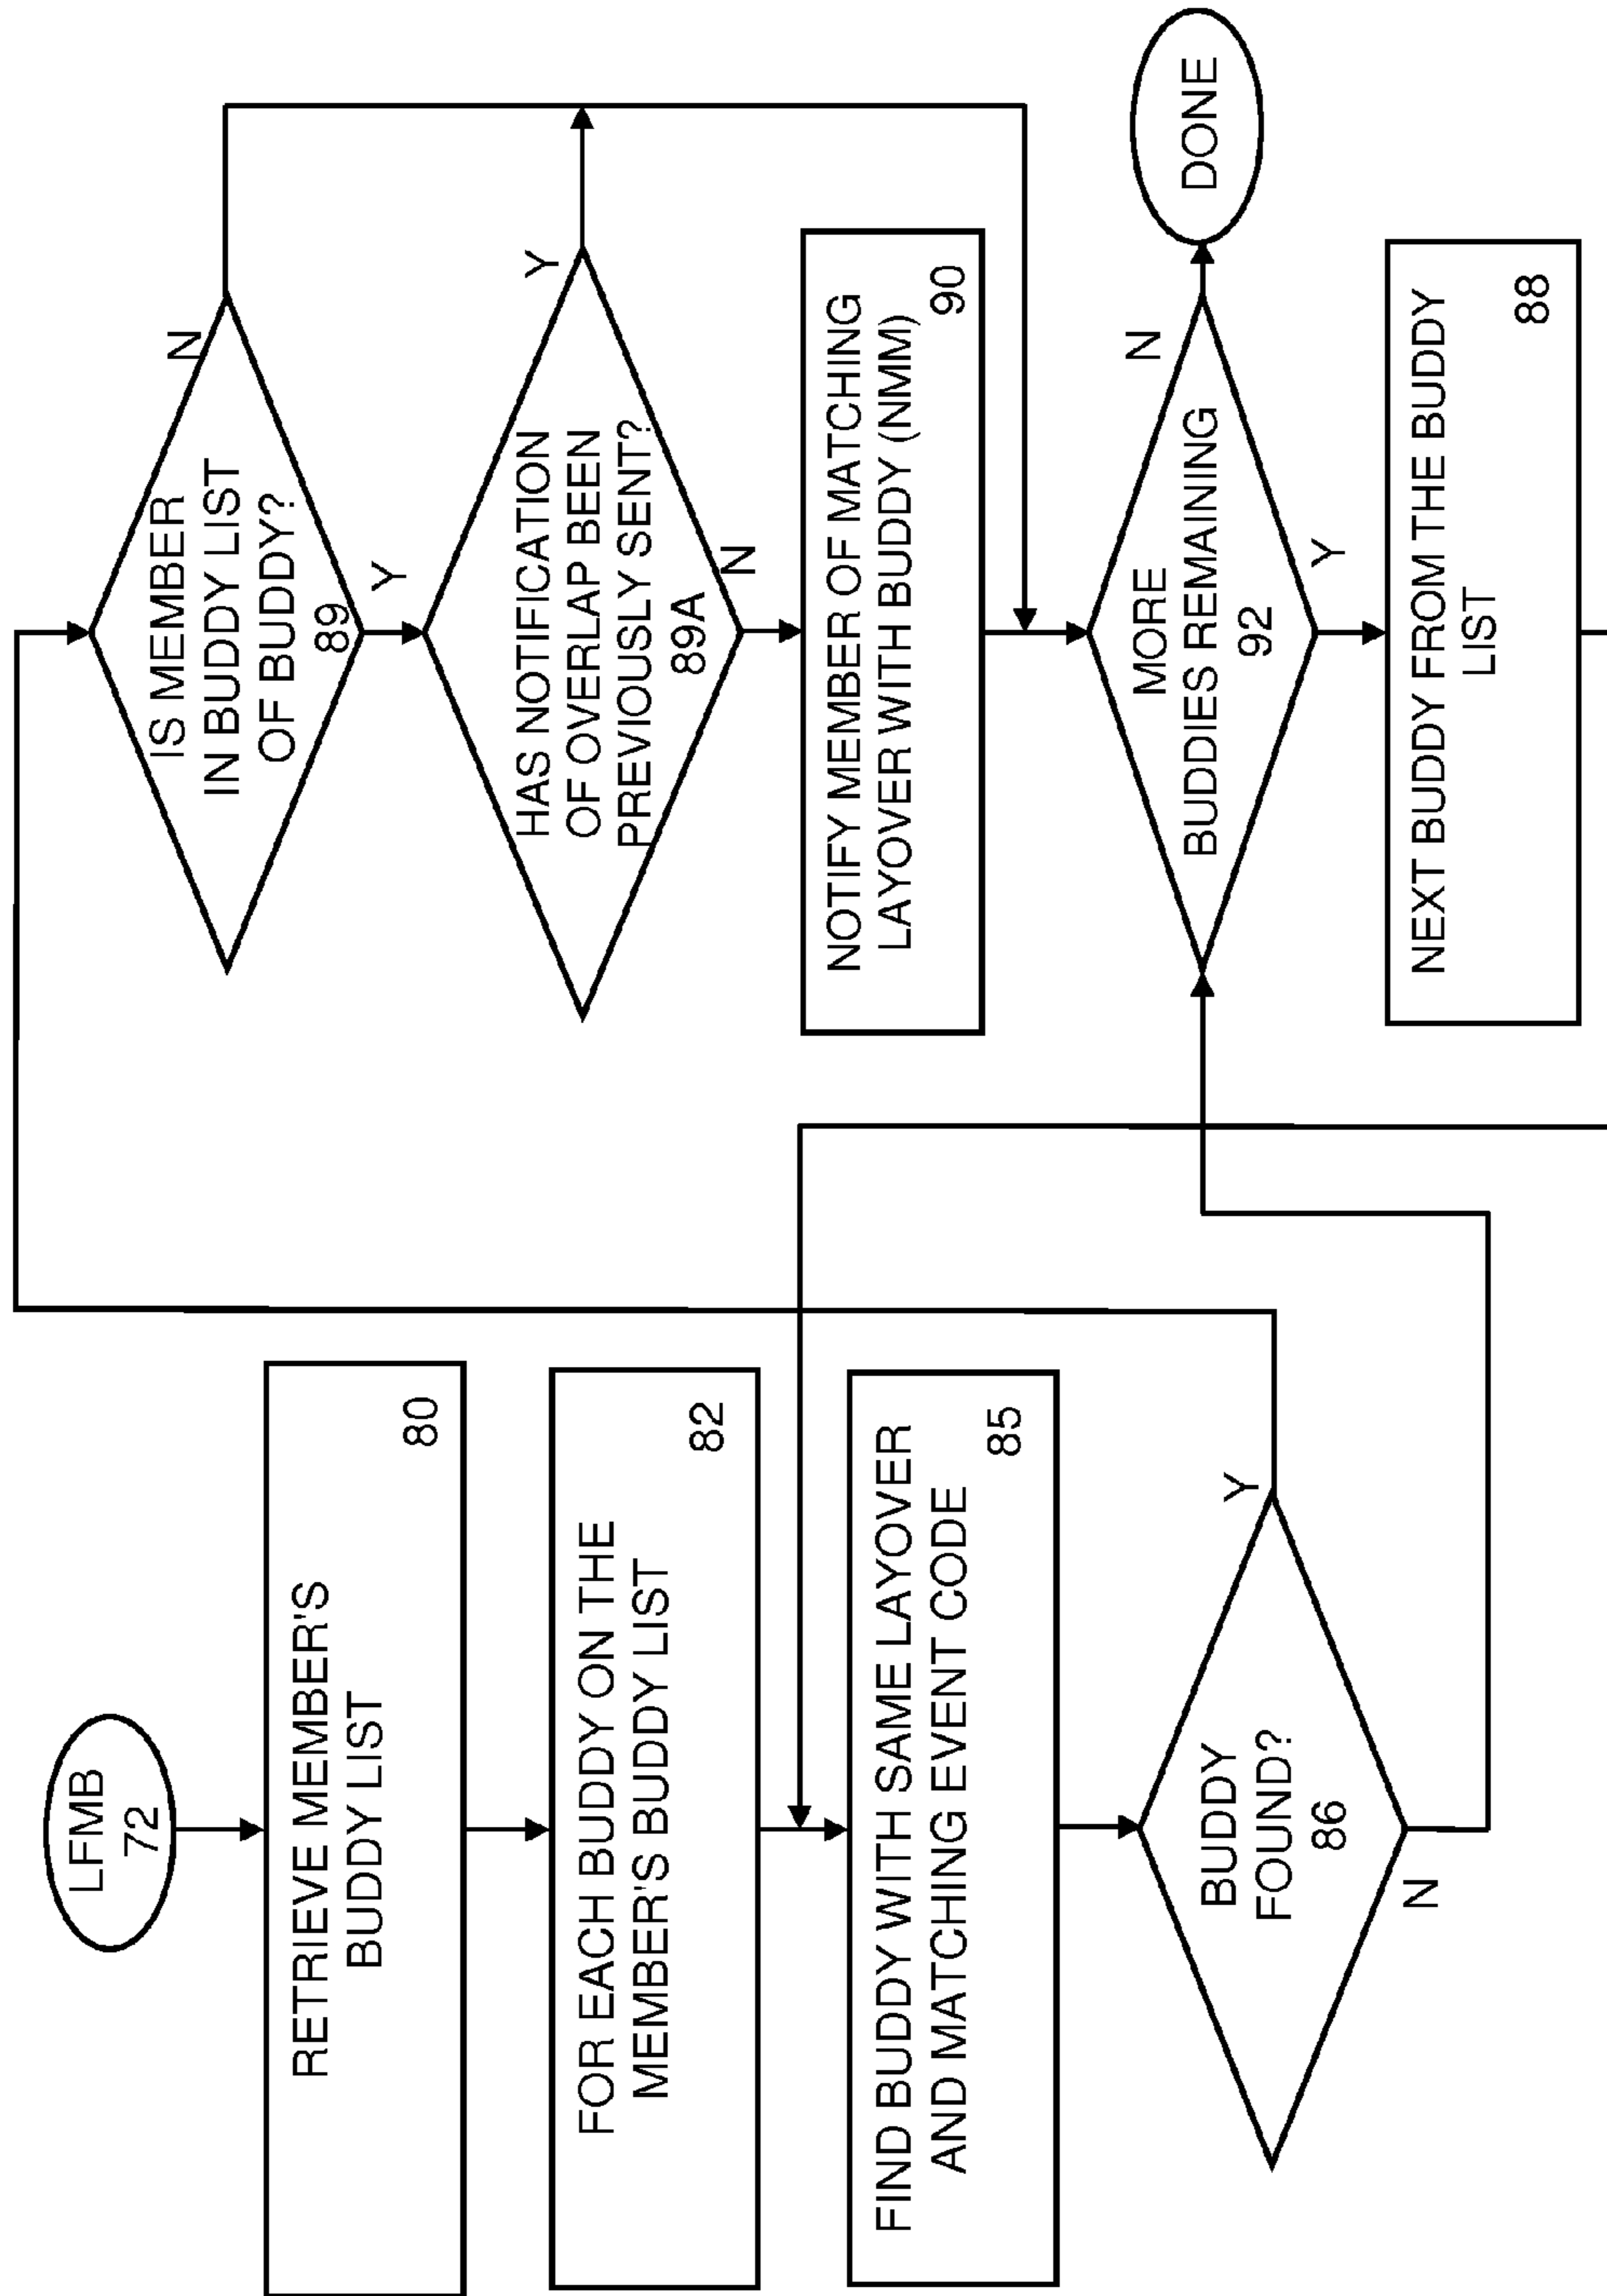 LFMB
72
RETRIEVE MEMBER'S
BUDDY LIST
80
FOR EACH BUDDY ON THE
MEMBER'S BUDDY LIST
82
FIND BUDDY WITH SAME LAYOVER
AND MATCHING EVENT CODE
85
BUDDY
FOUND?
86
Y
N
IS MEMBER
IN BUDDY LIST
OF BUDDY?
89
N
Y
HAS NOTIFICATION
OF OVERLAP BEEN
PREVIOUSLY SENT?
89A
Y
N
NOTIFY MEMBER OF MATCHING
LAYOVER WITH BUDDY (NMM)
90
MORE
BUDDIES REMAINING
92
N
Y
DONE
NEXT BUDDY FROM THE BUDDY
LIST
88